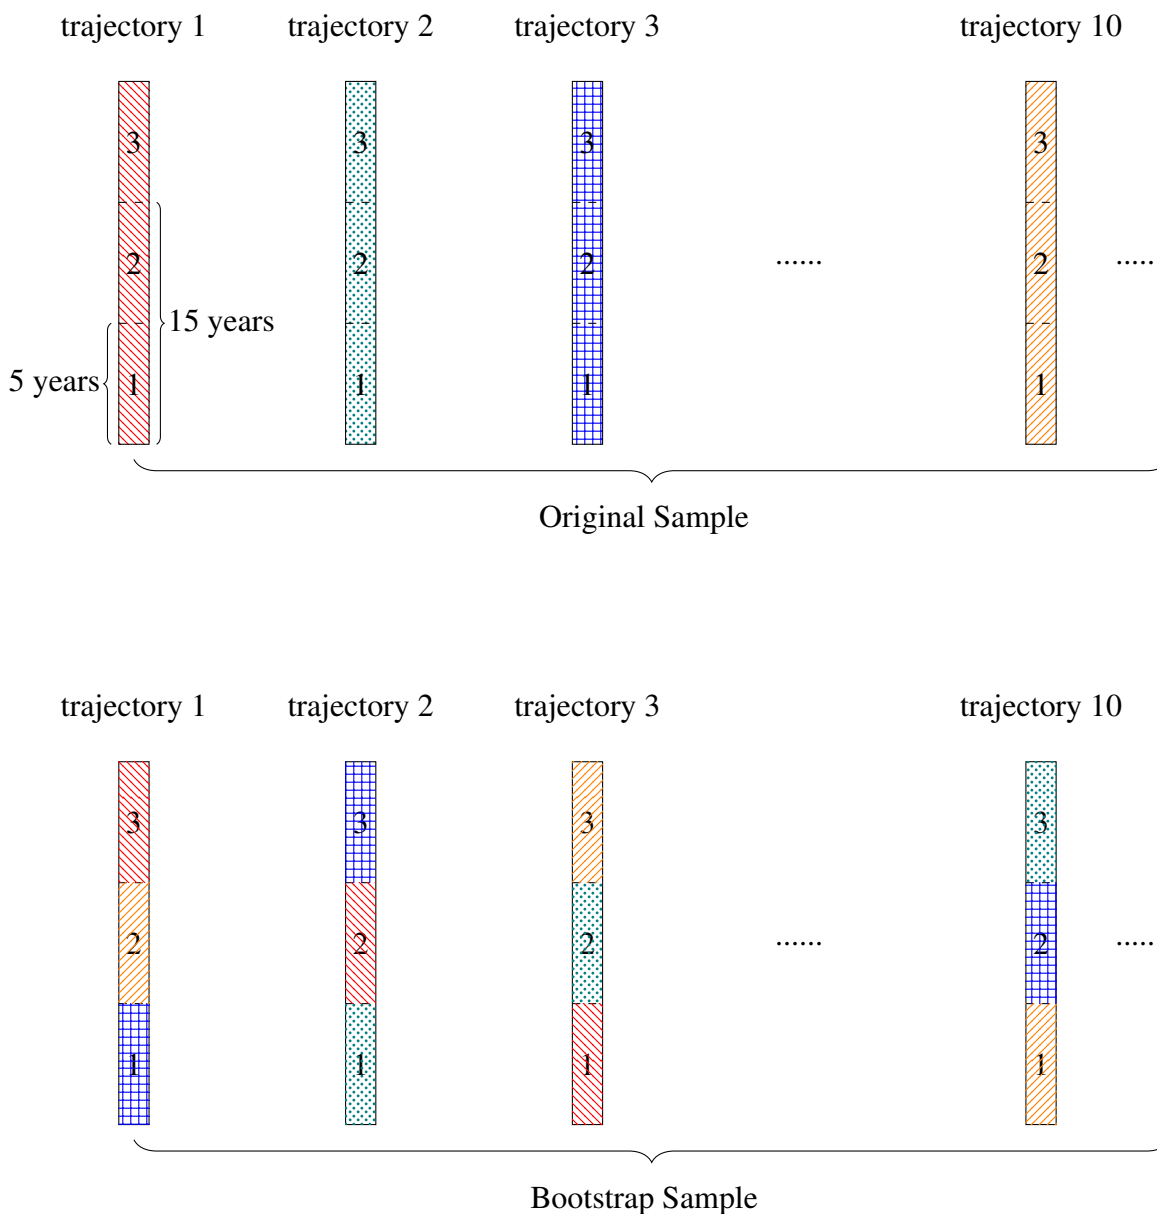 trajectory 1 trajectory 2 trajectory 3 trajectory 10
3 3 3 3
2 2 2 ...... 2 .....
15 years
5 years 1 1 1 1
Original Sample
trajectory 1 trajectory 2 trajectory 3 trajectory 10
3 3 3 3
2 2 2 ...... 2 .....
1 1 1 1
Bootstrap Sample